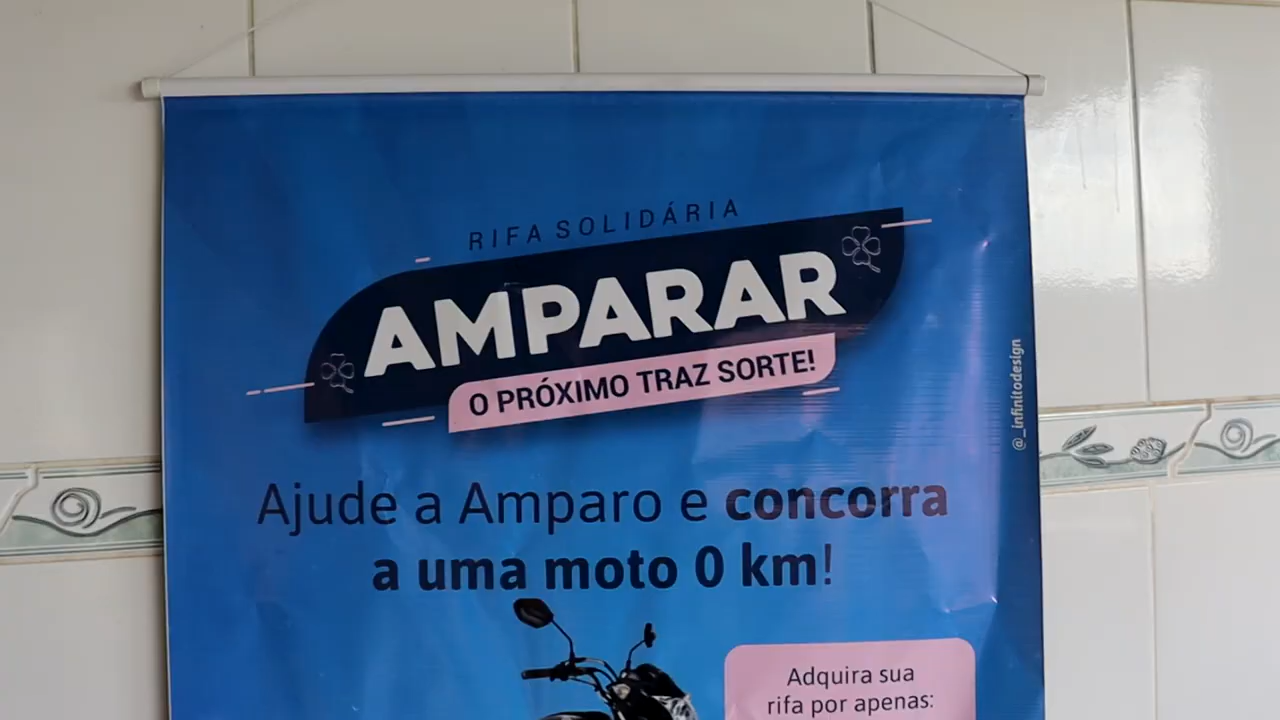 RIFA SOLIDÁRIA
AMPARAR
O PRÓXIMO TRAZ SORTE!
@_infinitodesign
Ajude a Amparo e concorra
a uma moto 0 km!
Adquira sua
rifa por apenas: